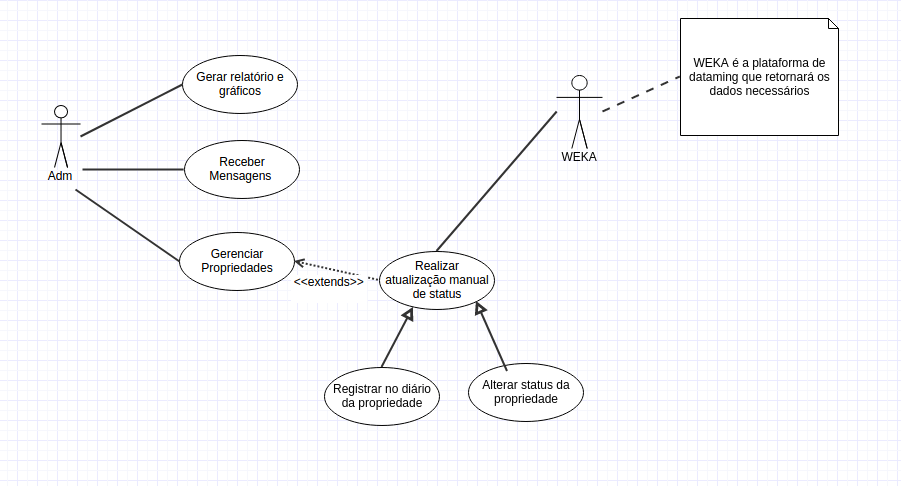 Gerar relatório e
gráficos
Adm
Receber
Mensagens
Gerenciar
Propriedades
<<extends>>
Realizar
atualização manual
de status
Registrar no diário
da propriedade
Alterar status da
propriedade
WEKA
WEKA é a plataforma de
dataming que retornará os
dados necessários